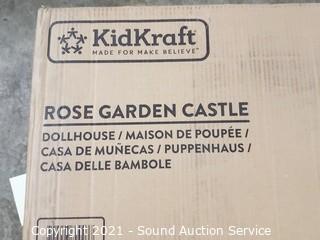 KidKraft
MADE FOR MAKE BELIEVE
ROSE GARDEN CASTLE
DOLLHOUSE / MAISON DE POUPÉE /
CASA DE MUÑECAS / PUPPENHAUS /
CASA DELLE BAMBOLE
Copyright 2021 - Sound Auction Service